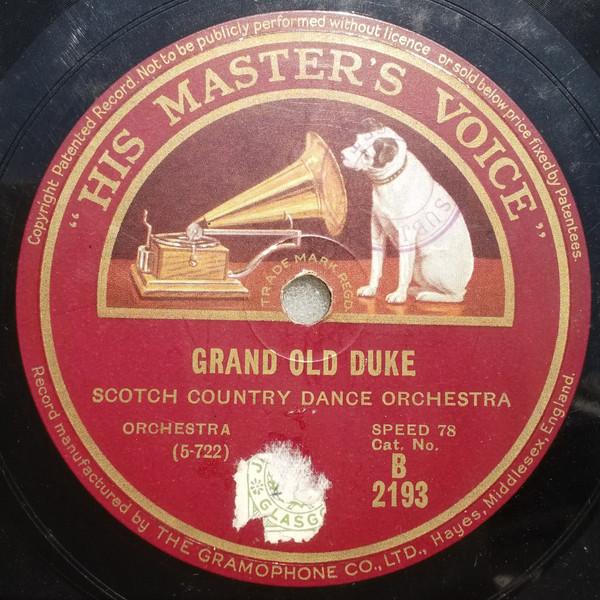 Copyright Patented Record. Not to be publicly performed without licence or sold below price fixed by Patentees.
"HIS MASTER'S VOICE"
TRADE MARK REGD.
GRAND OLD DUKE
SCOTCH COUNTRY DANCE ORCHESTRA
ORCHESTRA
(5-722)
SPEED 78
Cat. No.
B
2193
Record manufactured by THE GRAMOPHONE CO., LTD., Hayes, Middlesex, England.